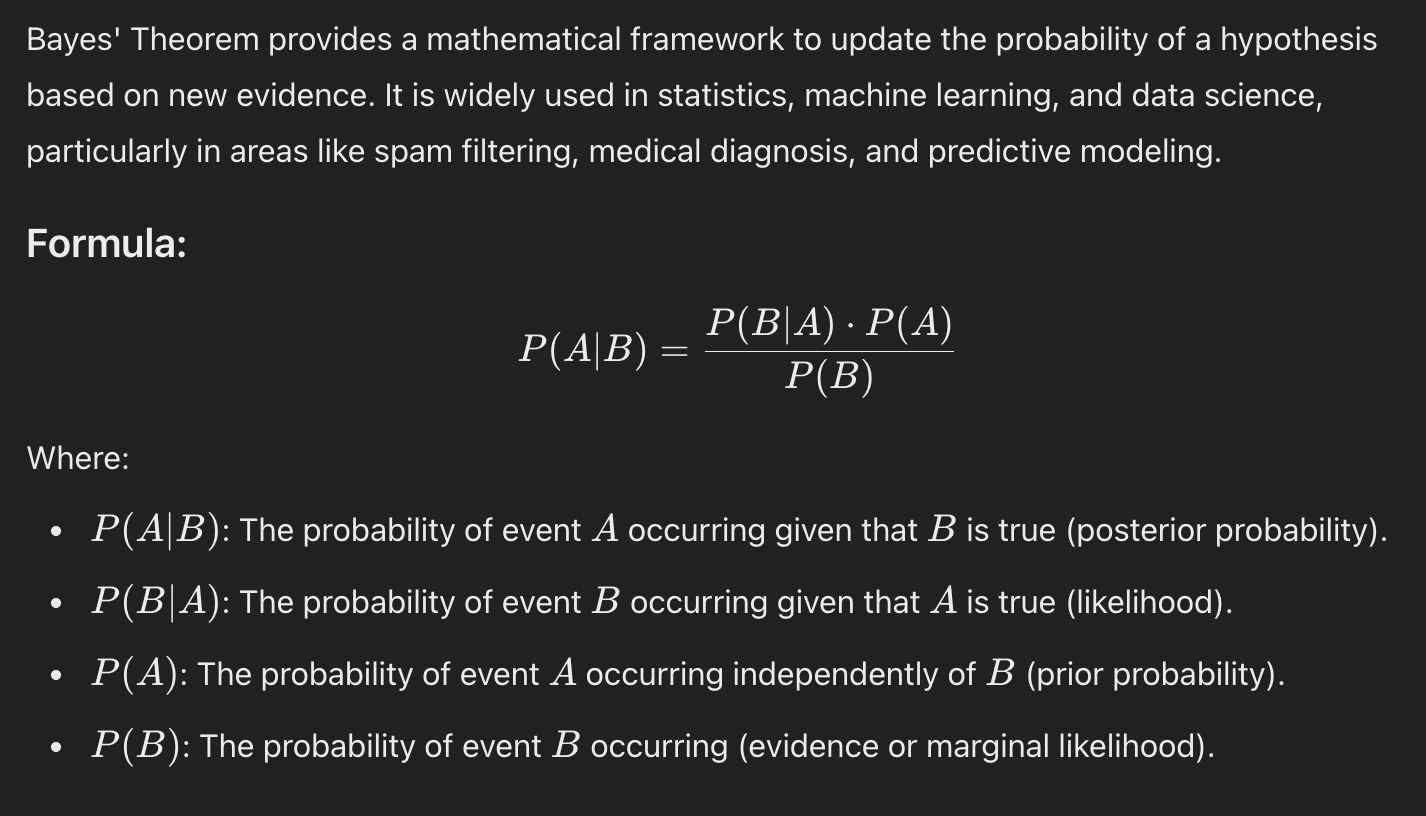 Bayes' Theorem provides a mathematical framework to update the probability of a hypothesis
based on new evidence. It is widely used in statistics, machine learning, and data science,
particularly in areas like spam filtering, medical diagnosis, and predictive modeling.
Formula:
P(A|B) = \frac{P(B|A) · P(A)}{P(B)}
Where:
• P(A|B): The probability of event A occurring given that B is true (posterior probability).
• P(B|A): The probability of event B occurring given that A is true (likelihood).
• P(A): The probability of event A occurring independently of B (prior probability).
• P(B): The probability of event B occurring (evidence or marginal likelihood).